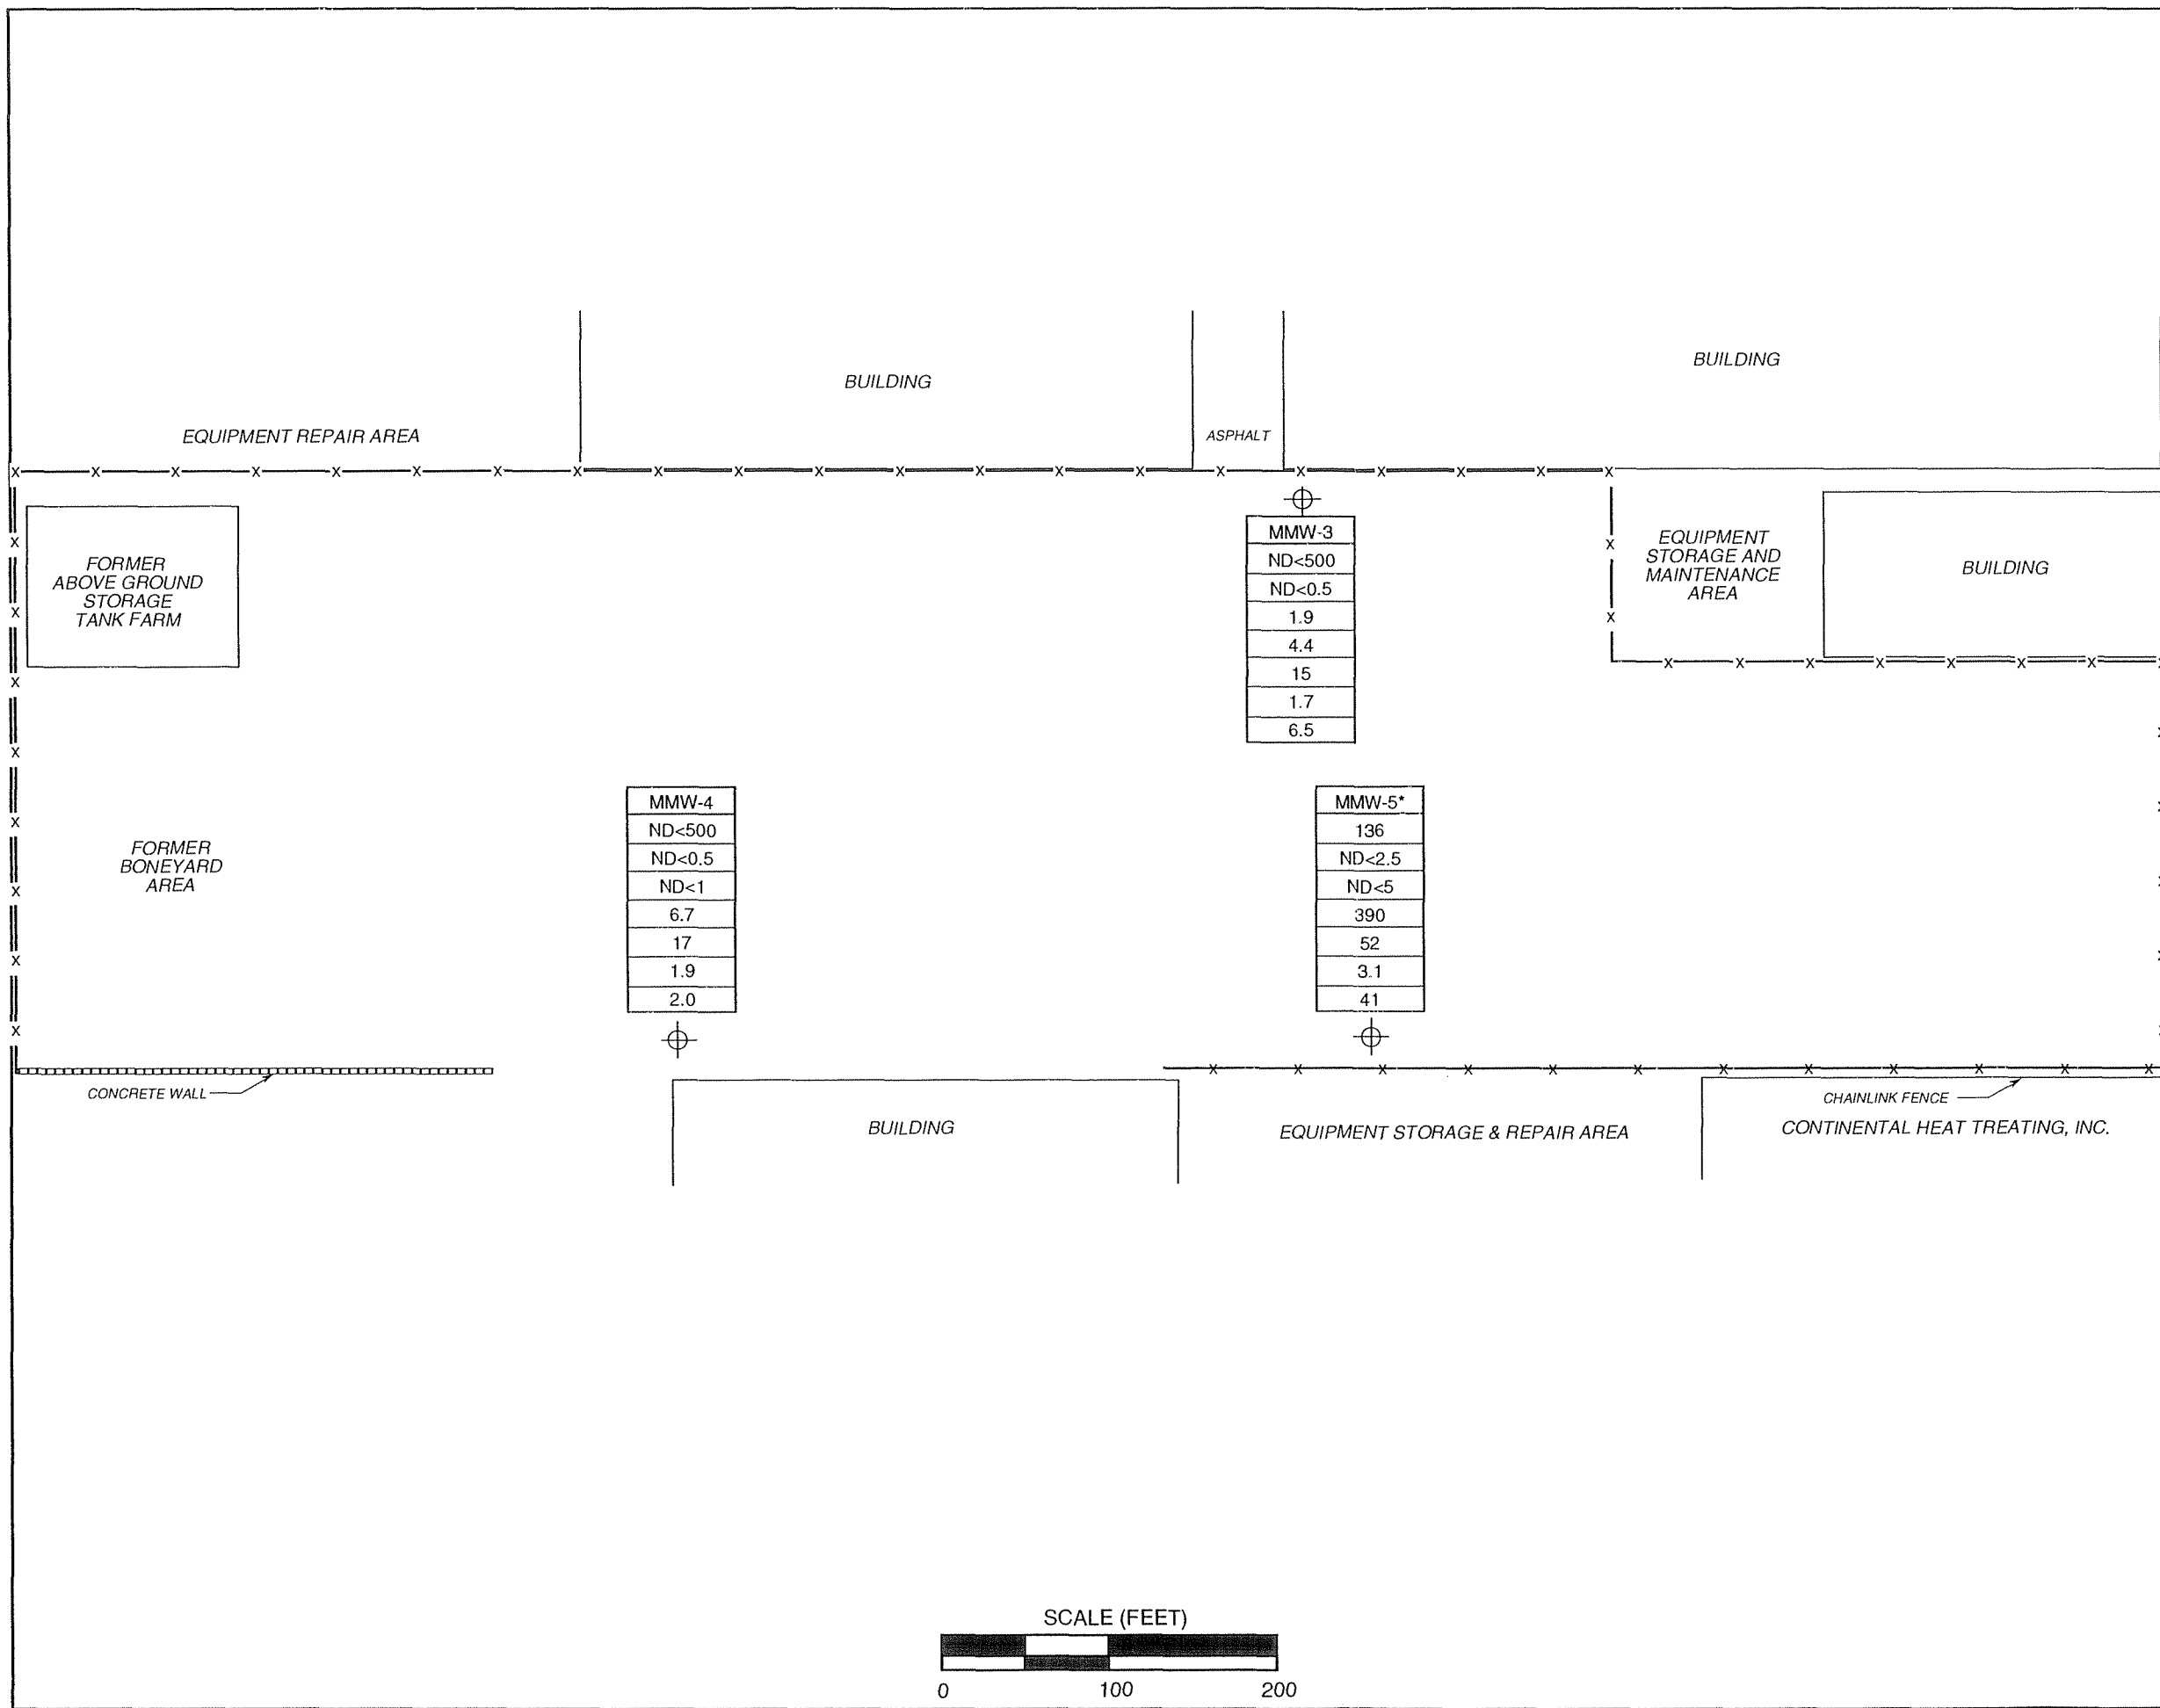 BUILDING
BUILDING
EQUIPMENT REPAIR AREA
ASPHALT
FORMER
ABOVE GROUND
STORAGE
TANK FARM
MMW-3
ND<500
ND<0.5
1.9
4.4
15
1.7
6.5
EQUIPMENT
STORAGE AND
MAINTENANCE
AREA
BUILDING
FORMER
BONEYARD
AREA
MMW-4
ND<500
ND<0.5
ND<1
6.7
17
1.9
2.0
MMW-5*
136
ND<2.5
ND<5
390
52
3.1
41
CONCRETE WALL
BUILDING
EQUIPMENT STORAGE & REPAIR AREA
CHAINLINK FENCE
CONTINENTAL HEAT TREATING, INC.
SCALE (FEET)
0 100 200